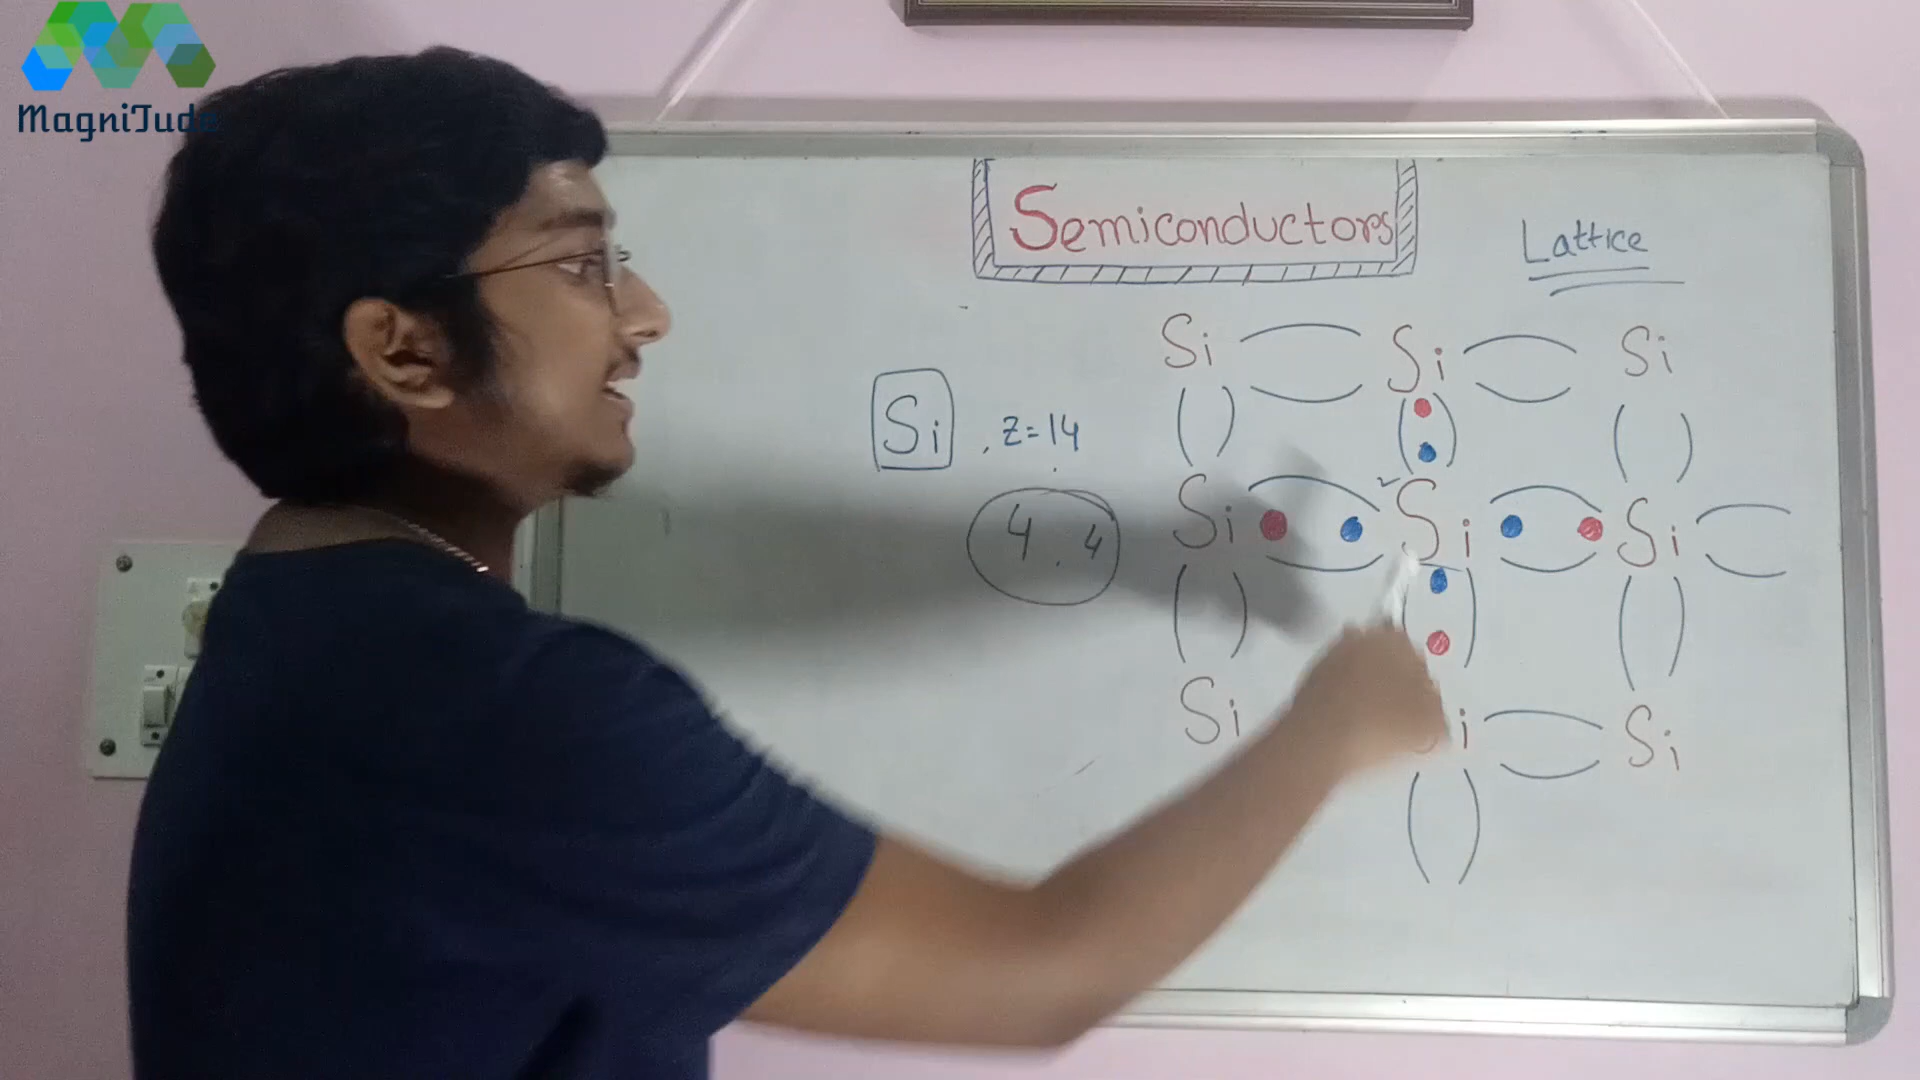 MagniTude
Semiconductors
Lattice
Si Si Si
Si , z=14
Si Si Si
4 . 4
Si i Si